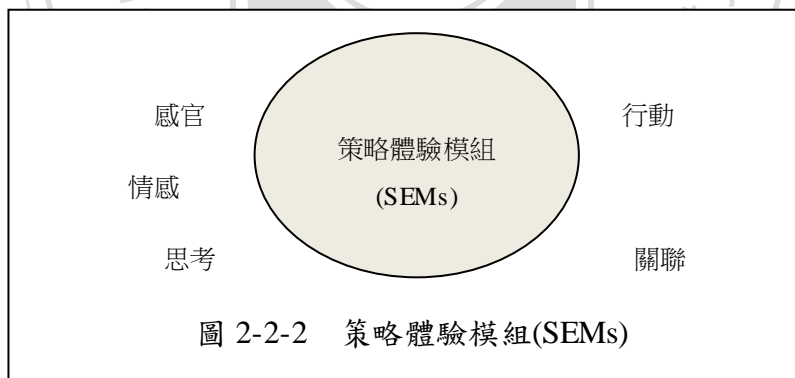 感官
行動
策略體驗模組
(SEMs)
情感
思考
關聯
圖 2-2-2 策略體驗模組(SEMs)